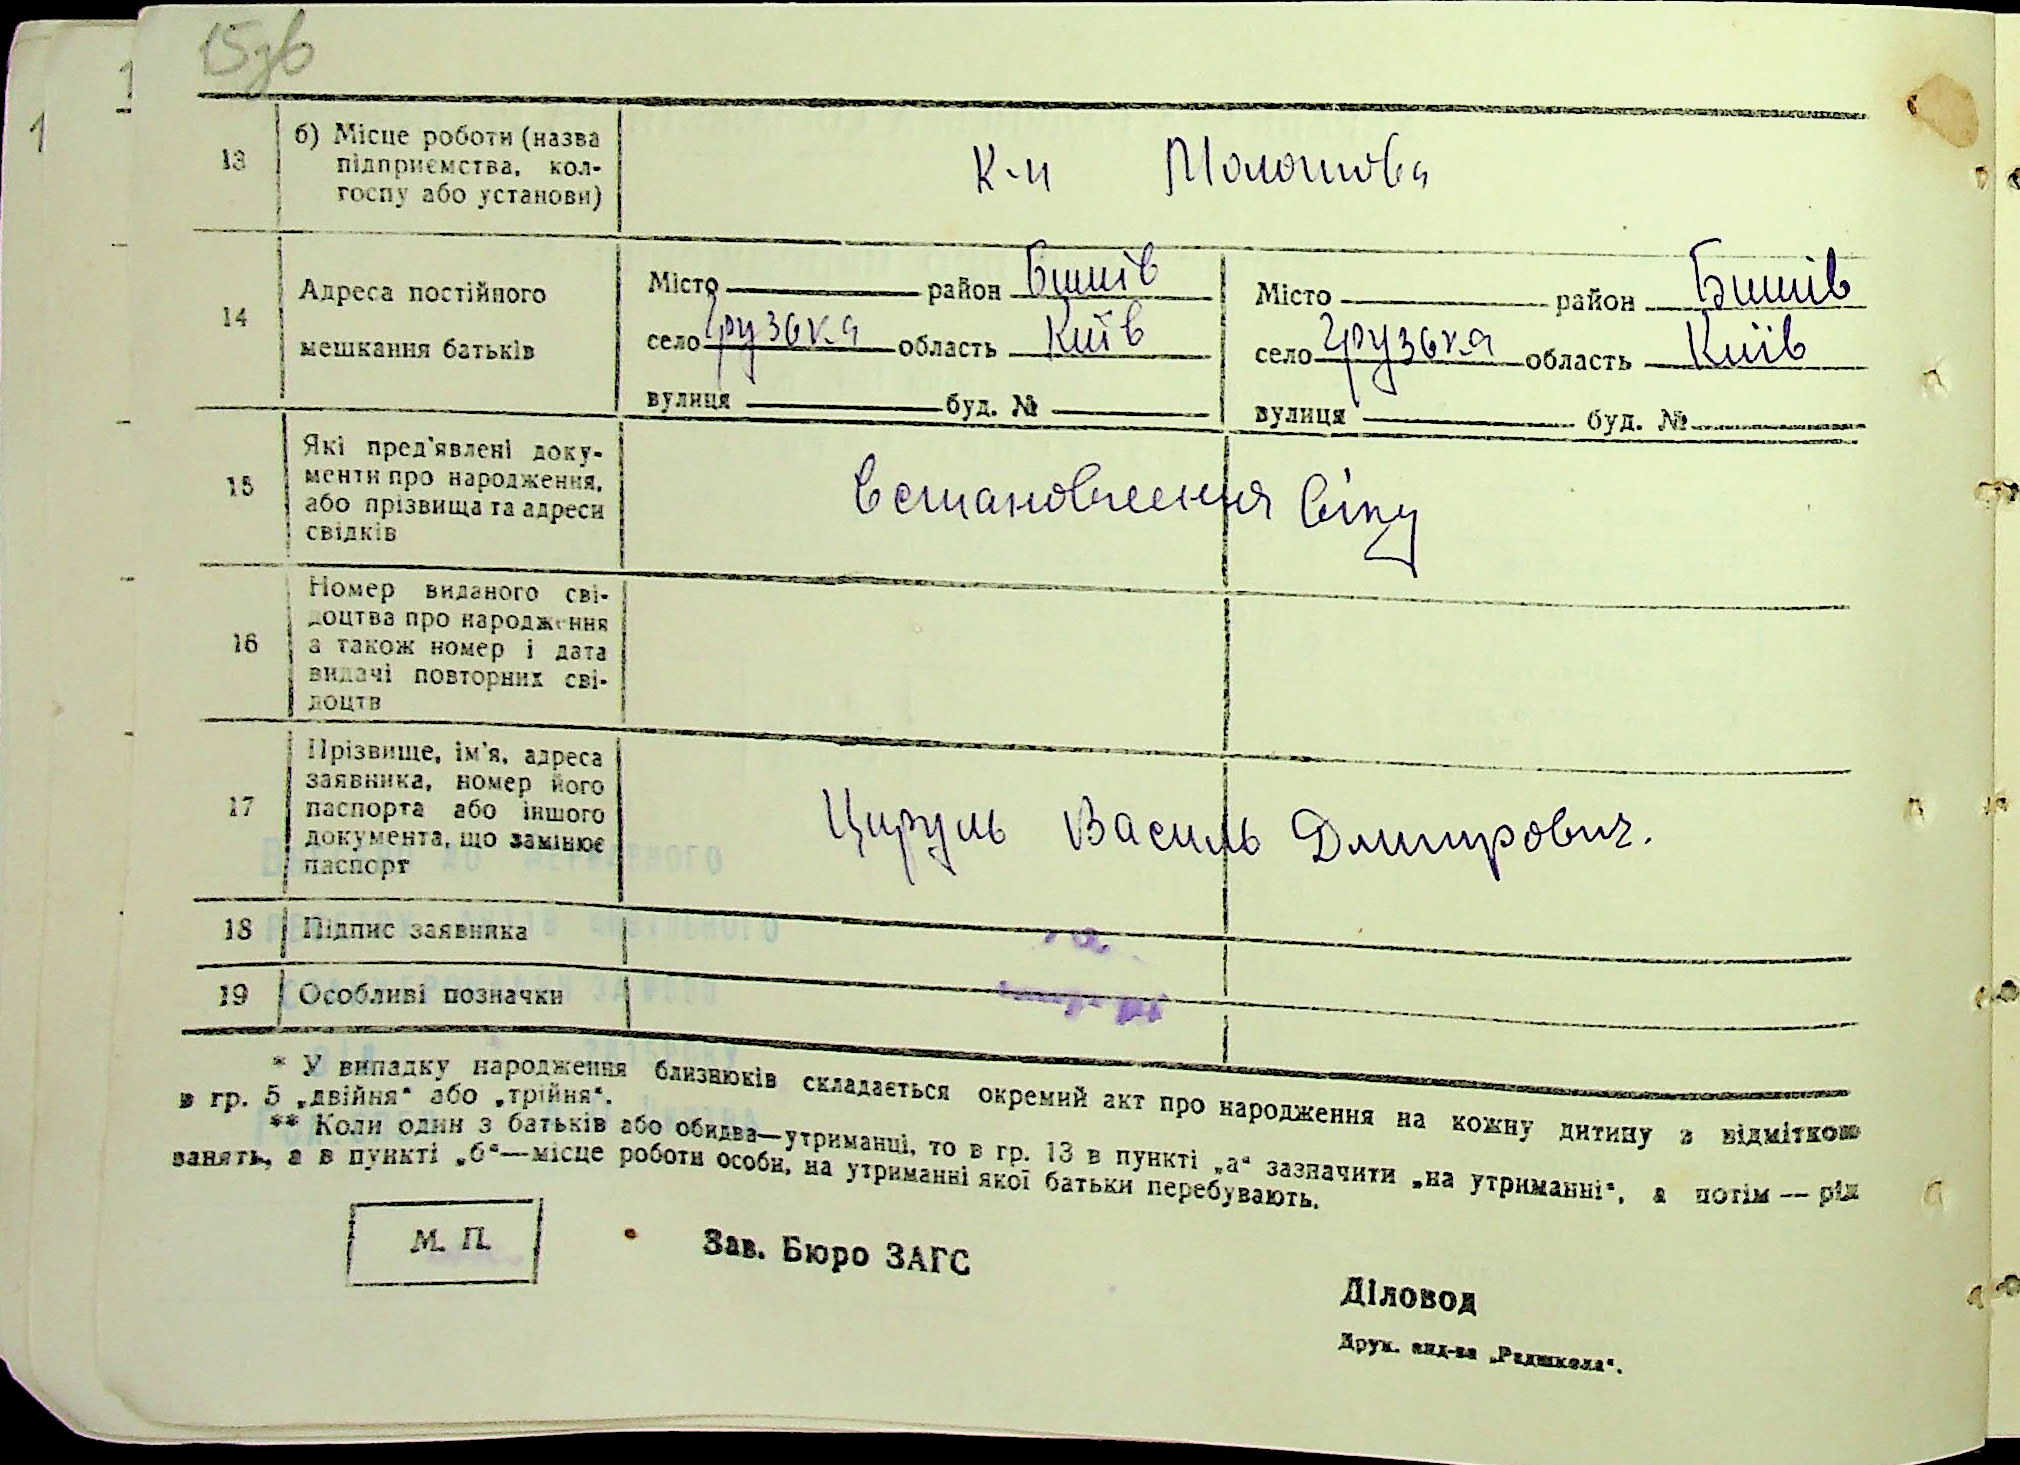 15зв
13
б) Місце роботи (назва
підприємства, кол-
госпу або установи)
К-п Молотова
14
Адреса постійного
мешкання батьків
Місто район Бишів
село Грузька область Київ
вулиця буд. №
Місто район Бишів
село Грузька область Київ
вулиця буд. №
15
Які пред'явлені доку-
менти про народження,
або прізвища та адреси
свідків
Встановлення віку
16
Номер виданого сві-
доцтва про народження
а також номер і дата
видачі повторних сві-
доцтв
17
Прізвище, ім'я, адреса
заявника, номер його
паспорта або іншого
документа, що замінює
паспорт
Цируль Василь Дмитрович.
18
Підпис заявника
19
Особливі позначки
* У випадку народження близнюків складається окремий акт про народження на кожну дитину з відміткою
в гр. 5 „двійня“ або „трійня“.
** Коли один з батьків або обидва—утриманці, то в гр. 13 в пункті „а“ зазначити „на утриманні“, а потім — рід
занять, а в пункті „б“—місце роботи особи, на утриманні якої батьки перебувають.
М. П.
Зав. Бюро ЗАГС
Діловод
Друк. вид-ва „Радшкола“.